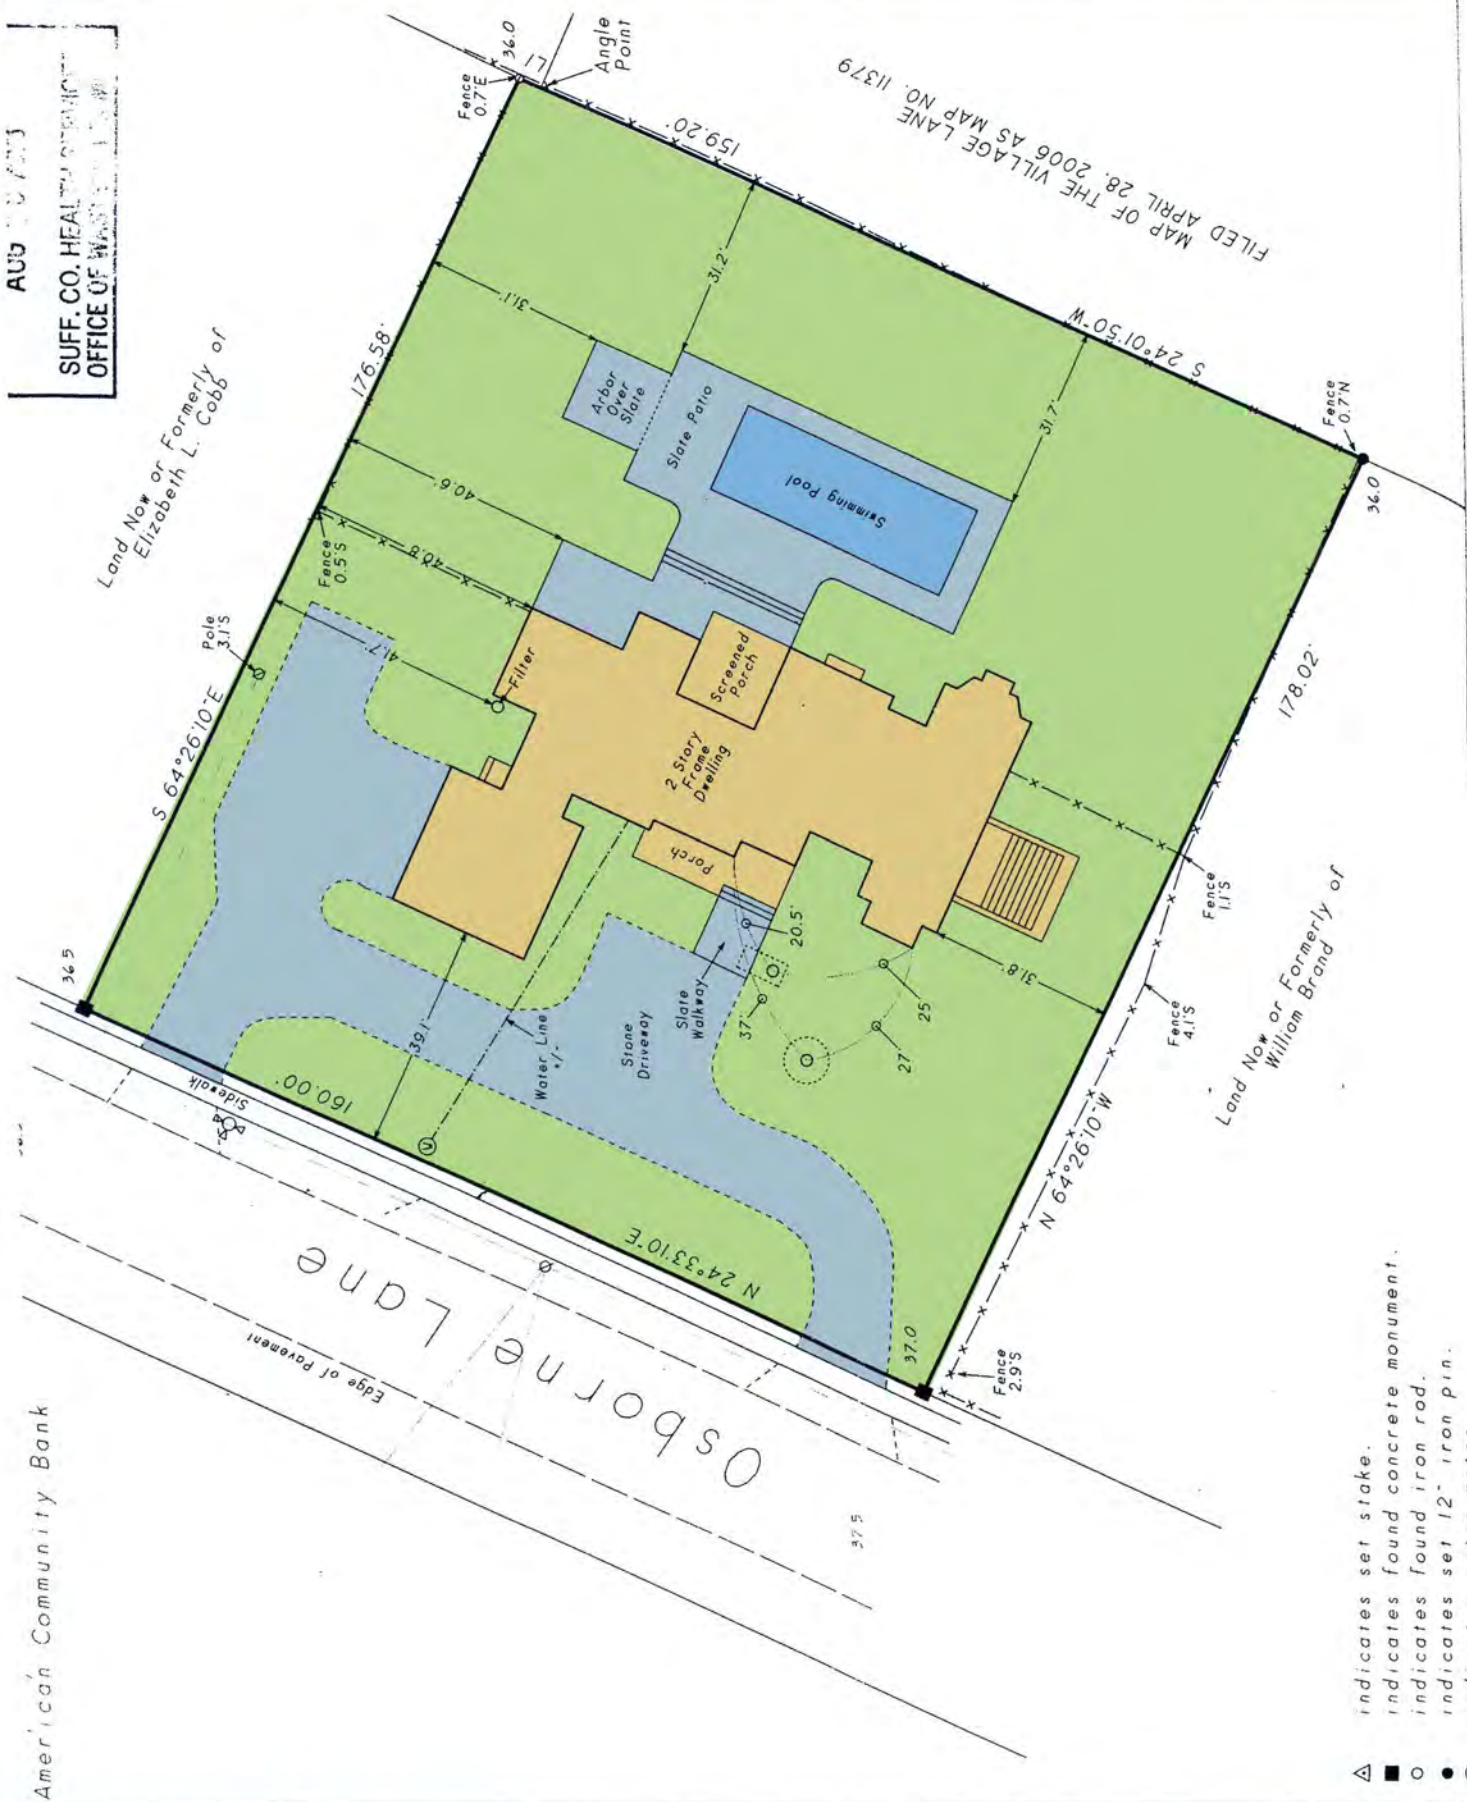 AUG
SUFF. CO. HEALTH
OFFICE OF
American Community Bank
Land Now or Formerly of
Elizabeth L. Cobb
Fence
0.7'E
36.0
L1
Angle
Point
MAP OF THE VILLAGE LANE
FILED APRIL 28, 2006 AS MAP NO. 11379
159.20'
S 24°01'50"W
Fence
0.7'N
36.0
176.58'
S 64°26'10"E
Pole
3.1'S
Fence
0.5'S
36.5
31.1'
31.2'
31.7'
40.6'
40.8'
41.7'
Arbor
Over
Slate
Slate Patio
Swimming Pool
Filter
Screened
Porch
2 Story
Frame
Dwelling
Porch
39.1'
Water Line
+/-
Stone
Driveway
Slate
Walkway
20.5'
37'
25
27
31.8'
Sidewalk
160.00'
N 24°33'10"E
37.0
Osborne Lane
Edge of Pavement
37.5
Fence
2.9'S
N 64°26'10"W
178.02'
Fence
4.1'S
Fence
1.1'S
Land Now or Formerly of
William Brand
indicates set stake.
indicates found concrete monument.
indicates found iron rod.
indicates set 12" iron pin.